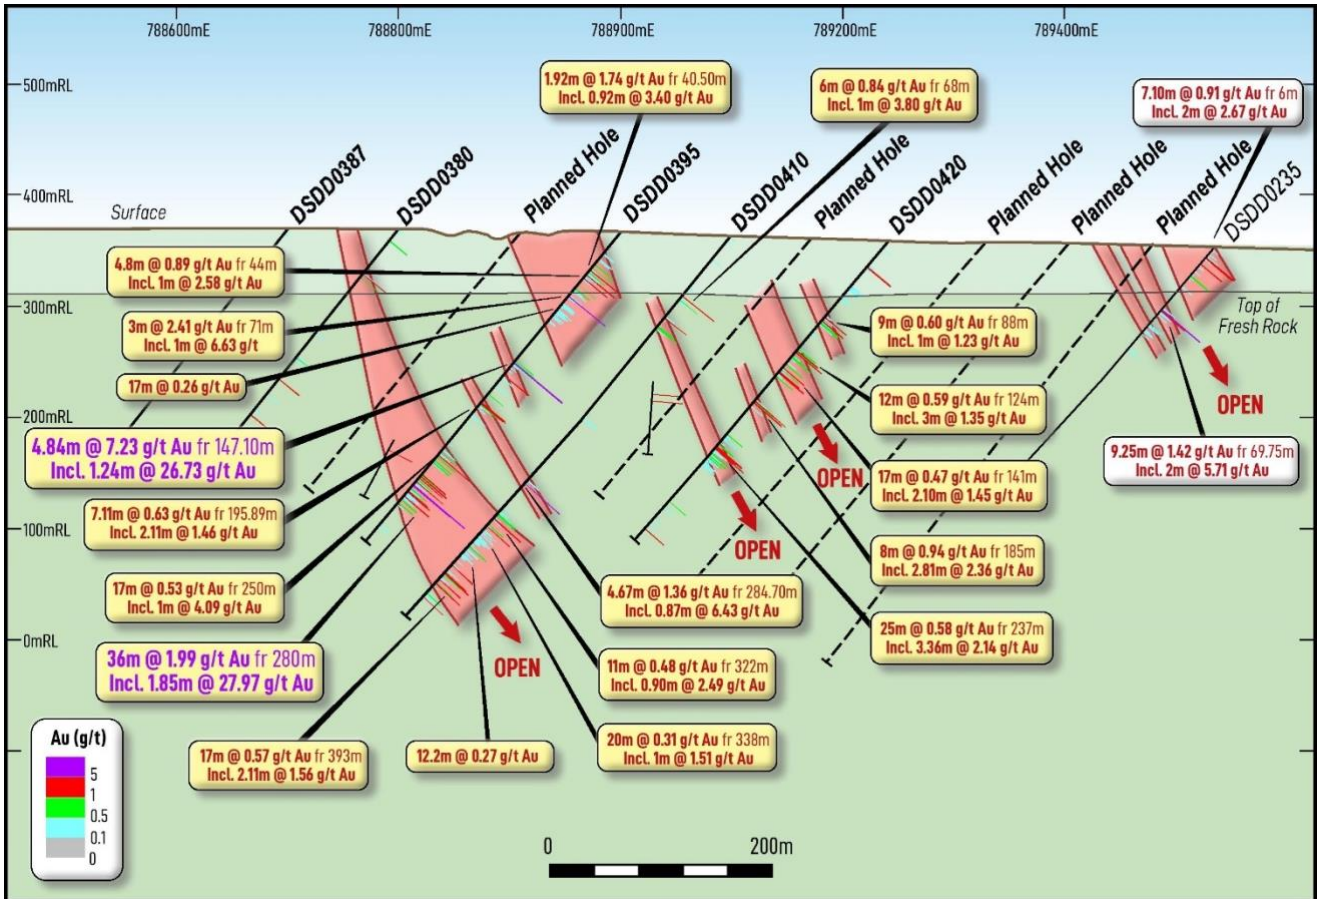 788600mE
788800mE
788900mE
789200mE
789400mE
500mRL
400mRL
300mRL
200mRL
100mRL
0mRL
1.92m @ 1.74 g/t Au fr 40.50m
Incl. 0.92m @ 3.40 g/t Au
6m @ 0.84 g/t Au fr 68m
Incl. 1m @ 3.80 g/t Au
7.10m @ 0.91 g/t Au fr 6m
Incl. 2m @ 2.67 g/t Au
Surface
DSDD0387
DSDD0380
Planned Hole
DSDD0395
DSDD0410
Planned Hole
DSDD0420
Planned Hole
Planned Hole
Planned Hole
DSDD0235
4.8m @ 0.89 g/t Au fr 44m
Incl. 1m @ 2.58 g/t Au
3m @ 2.41 g/t Au fr 71m
Incl. 1m @ 6.63 g/t
17m @ 0.26 g/t Au
4.84m @ 7.23 g/t Au fr 147.10m
Incl. 1.24m @ 26.73 g/t Au
7.11m @ 0.63 g/t Au fr 195.89m
Incl. 2.11m @ 1.46 g/t Au
17m @ 0.53 g/t Au fr 250m
Incl. 1m @ 4.09 g/t Au
36m @ 1.99 g/t Au fr 280m
Incl. 1.85m @ 27.97 g/t Au
17m @ 0.57 g/t Au fr 393m
Incl. 2.11m @ 1.56 g/t Au
12.2m @ 0.27 g/t Au
20m @ 0.31 g/t Au fr 338m
Incl. 1m @ 1.51 g/t Au
11m @ 0.48 g/t Au fr 322m
Incl. 0.90m @ 2.49 g/t Au
4.67m @ 1.36 g/t Au fr 284.70m
Incl. 0.87m @ 6.43 g/t Au
9m @ 0.60 g/t Au fr 88m
Incl. 1m @ 1.23 g/t Au
12m @ 0.59 g/t Au fr 124m
Incl. 3m @ 1.35 g/t Au
17m @ 0.47 g/t Au fr 141m
Incl. 2.10m @ 1.45 g/t Au
8m @ 0.94 g/t Au fr 185m
Incl. 2.81m @ 2.36 g/t Au
25m @ 0.58 g/t Au fr 237m
Incl. 3.36m @ 2.14 g/t Au
9.25m @ 1.42 g/t Au fr 69.75m
Incl. 2m @ 5.71 g/t Au
Top of
Fresh Rock
OPEN
OPEN
OPEN
OPEN
Au (g/t)
5
1
0.5
0.1
0
0
200m